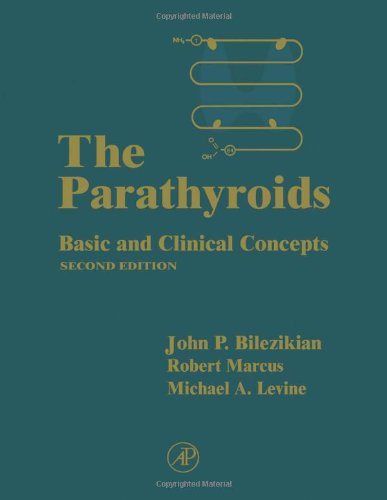 Copyrighted Material
NH₂
The
Parathyroids
Basic and Clinical Concepts
SECOND EDITION
John P. Bilezikian
Robert Marcus
Michael A. Levine
AP
Copyrighted Material